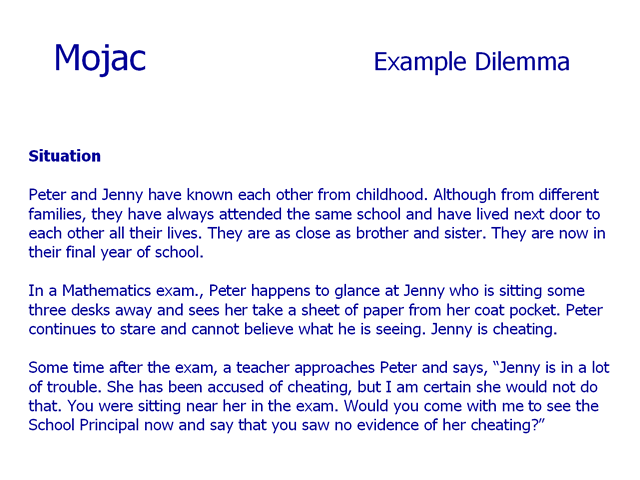 Mojac
Example Dilemma
Situation
Peter and Jenny have known each other from childhood. Although from different
families, they have always attended the same school and have lived next door to
each other all their lives. They are as close as brother and sister. They are now in
their final year of school.
In a Mathematics exam., Peter happens to glance at Jenny who is sitting some
three desks away and sees her take a sheet of paper from her coat pocket. Peter
continues to stare and cannot believe what he is seeing. Jenny is cheating.
Some time after the exam, a teacher approaches Peter and says, “Jenny is in a lot
of trouble. She has been accused of cheating, but I am certain she would not do
that. You were sitting near her in the exam. Would you come with me to see the
School Principal now and say that you saw no evidence of her cheating?”